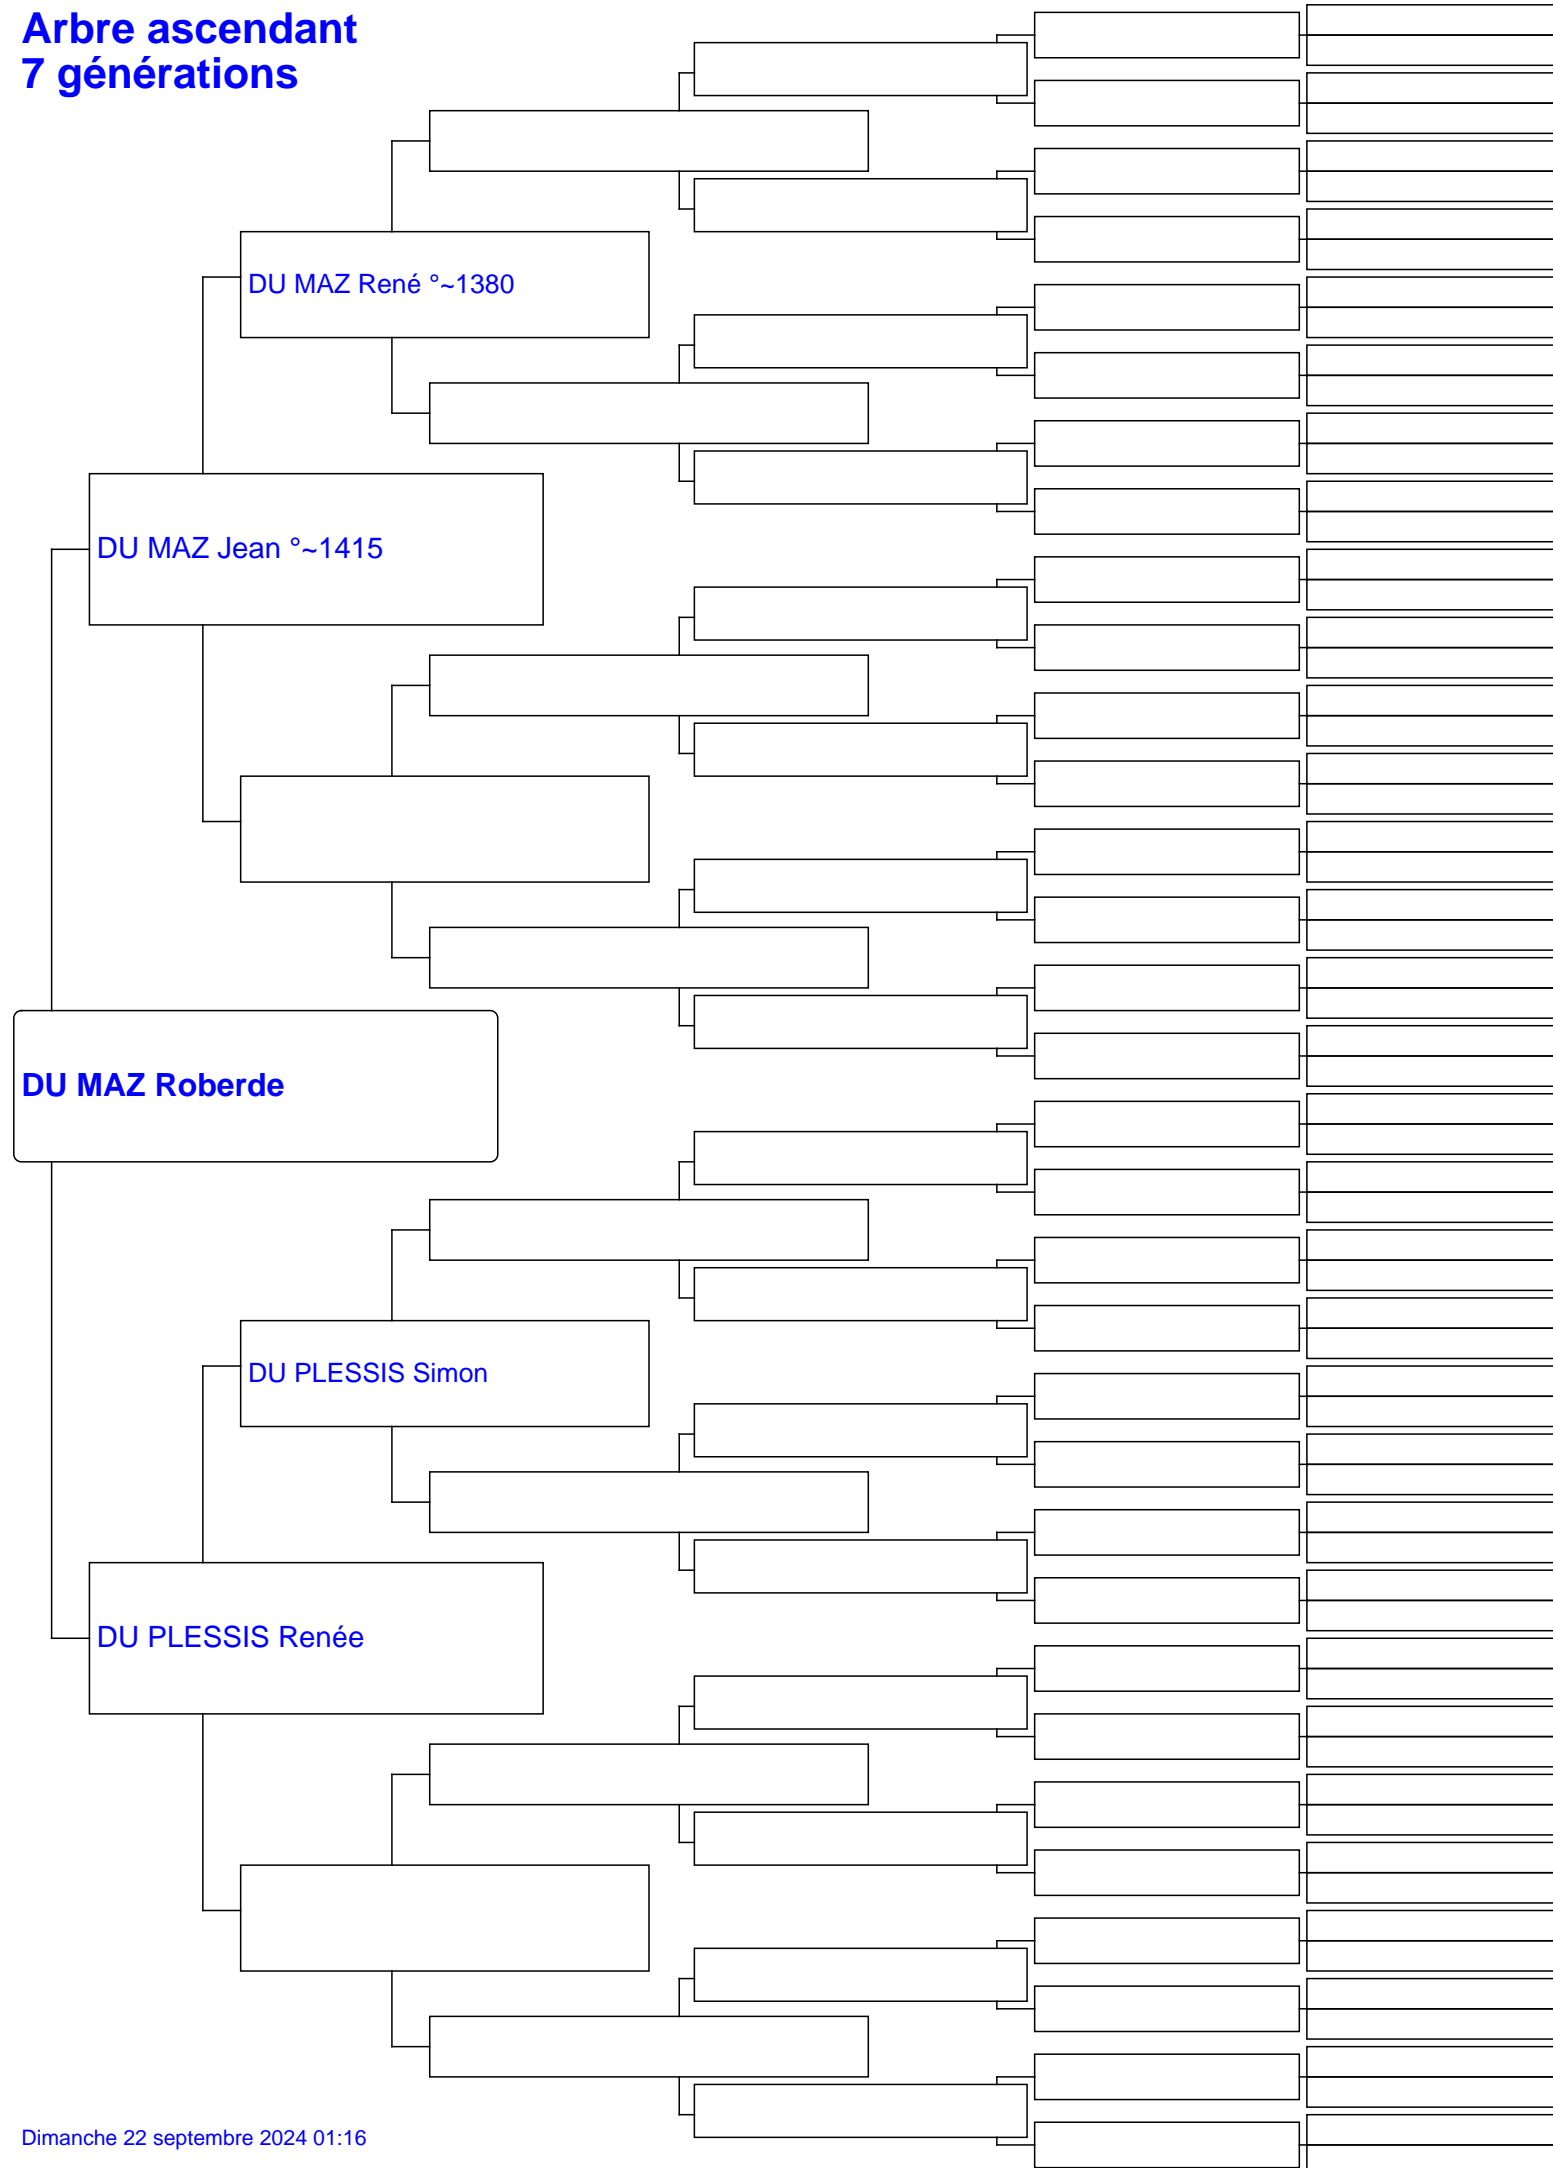 Arbre ascendant
7 générations
DU MAZ René °~1380
DU MAZ Jean °~1415
DU MAZ Roberde
DU PLESSIS Simon
DU PLESSIS Renée
Dimanche 22 septembre 2024 01:16